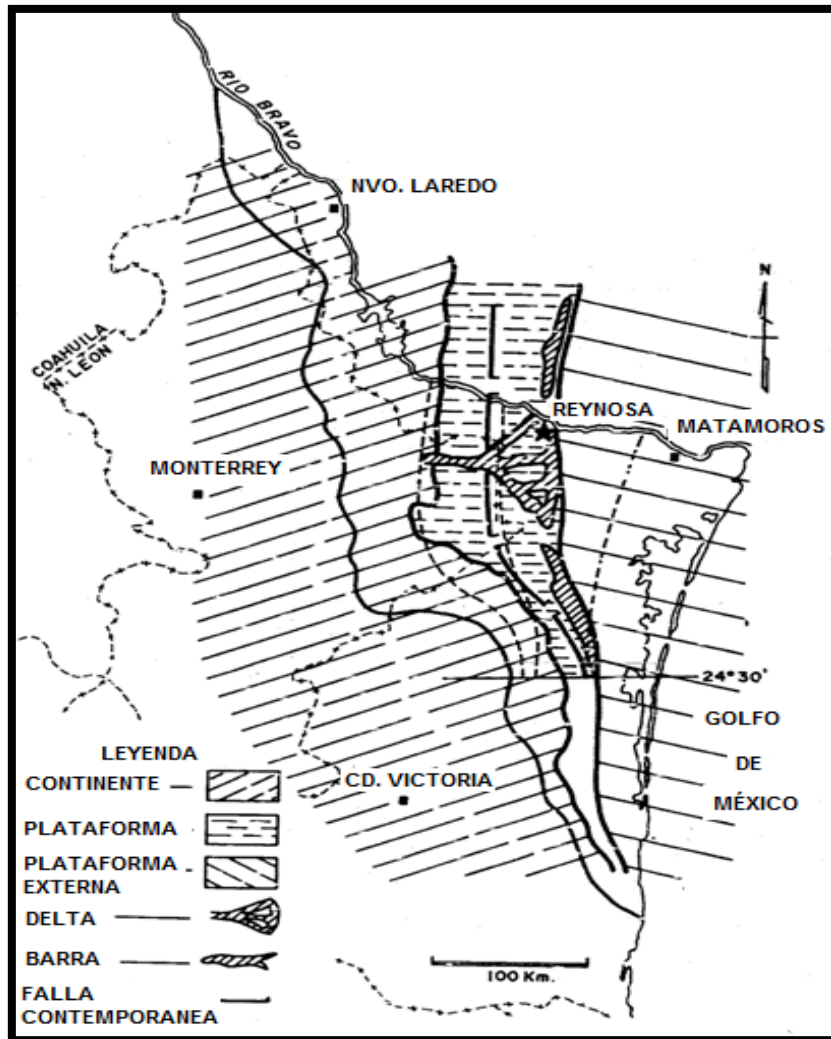 RIO BRAVO
NVO. LAREDO
N
COAHUILA
N. LEON
REYNOSA
MATAMOROS
MONTERREY
24°30'
GOLFO
DE
MÉXICO
CD. VICTORIA
LEYENDA
CONTINENTE
PLATAFORMA
PLATAFORMA
EXTERNA
DELTA
BARRA
FALLA
CONTEMPORANEA
100 Km.